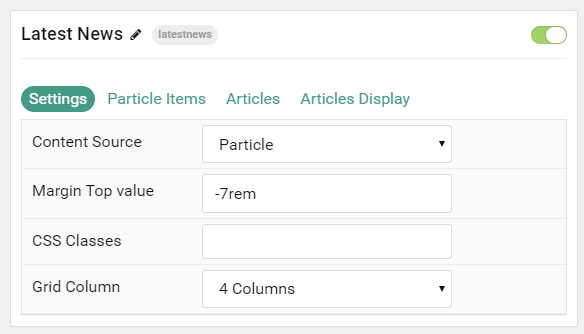 Latest News latestnews
Settings Particle Items Articles Articles Display
Content Source Particle
Margin Top value -7rem
CSS Classes
Grid Column 4 Columns